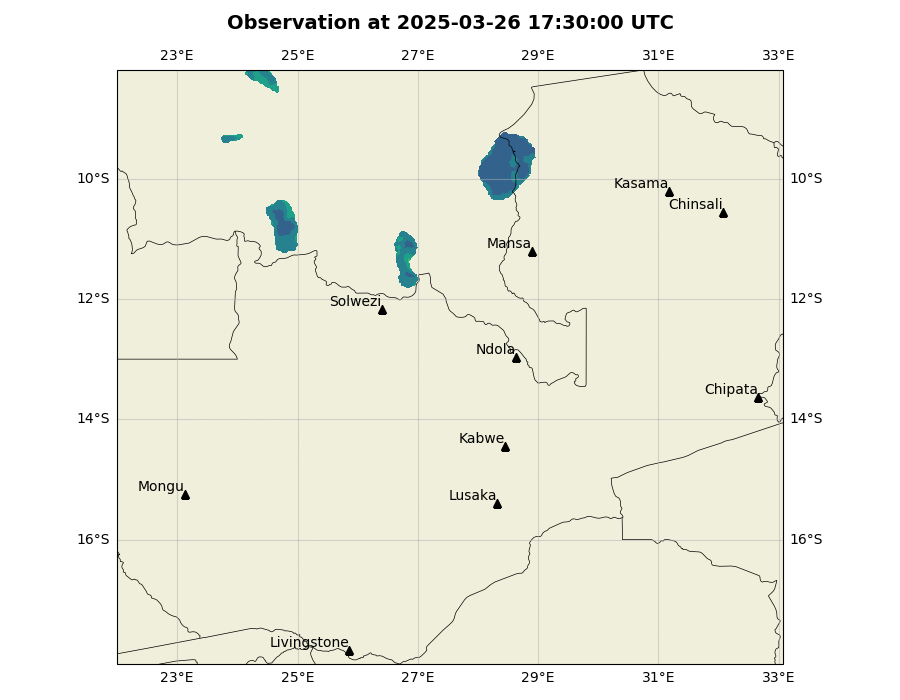 Observation at 2025-03-26 17:30:00 UTC
23°E 25°E 27°E 29°E 31°E 33°E
10°S 10°S
Kasama
Chinsali
Mansa
12°S 12°S
Solwezi
Ndola
Chipata
14°S 14°S
Kabwe
Mongu
Lusaka
16°S 16°S
Livingstone
23°E 25°E 27°E 29°E 31°E 33°E